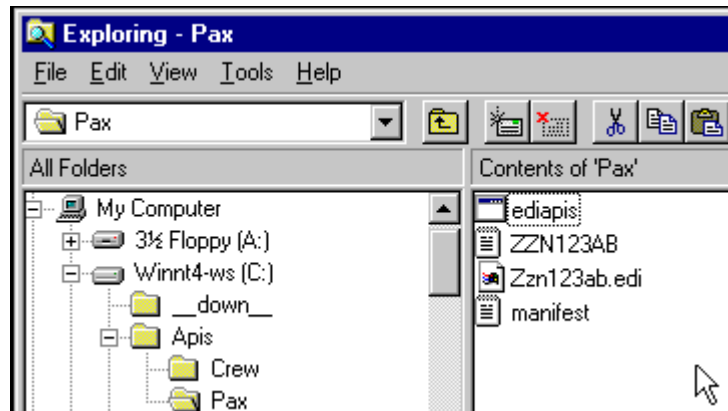 Exploring - Pax
File Edit View Tools Help
Pax
All Folders
Contents of 'Pax'
My Computer
3½ Floppy (A:)
Winnt4-ws (C:)
__down__
Apis
Crew
Pax
ediapis
ZZN123AB
Zzn123ab.edi
manifest